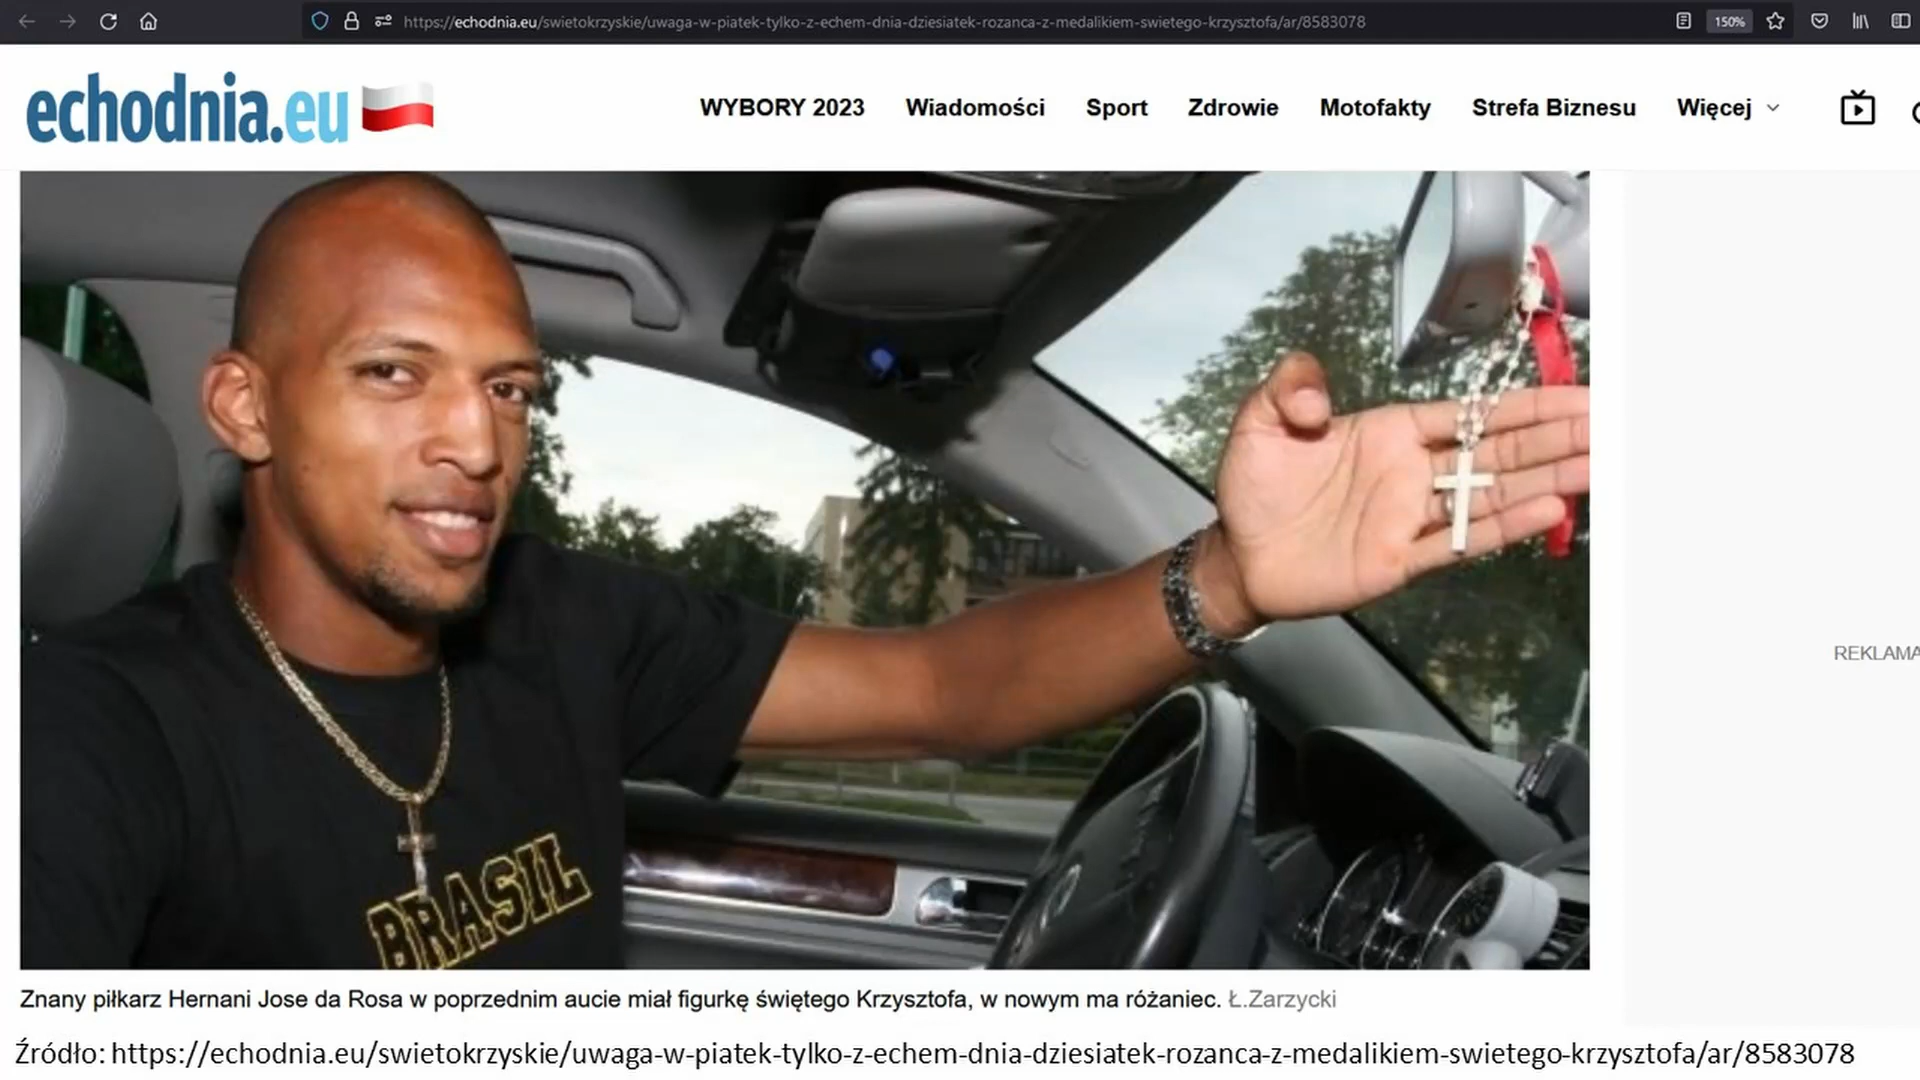 https://echodnia.eu/swietokrzyskie/uwaga-w-piatek-tylko-z-echem-dnia-dziesiatek-rozanca-z-medalikiem-swietego-krzysztofa/ar/8583078
150%
echodnia.eu
WYBORY 2023 Wiadomości Sport Zdrowie Motofakty Strefa Biznesu Więcej
BRASIL
REKLAMA
Znany piłkarz Hernani Jose da Rosa w poprzednim aucie miał figurkę świętego Krzysztofa, w nowym ma różaniec. Ł.Zarzycki
Źródło: https://echodnia.eu/swietokrzyskie/uwaga-w-piatek-tylko-z-echem-dnia-dziesiatek-rozanca-z-medalikiem-swietego-krzysztofa/ar/8583078